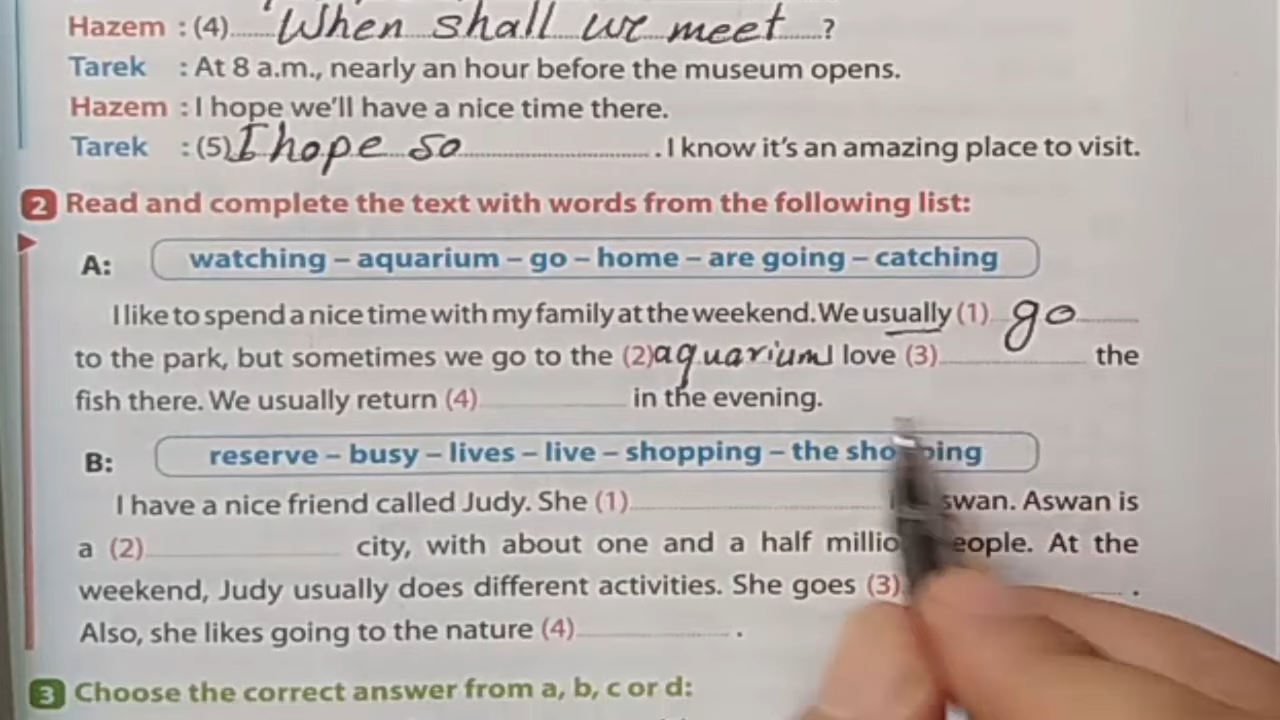 Hazem : (4) When shall we meet ?
Tarek : At 8 a.m., nearly an hour before the museum opens.
Hazem : I hope we'll have a nice time there.
Tarek : (5) I hope so . I know it's an amazing place to visit.
2 Read and complete the text with words from the following list:
A: watching – aquarium – go – home – are going – catching
I like to spend a nice time with my family at the weekend. We usually (1) go
to the park, but sometimes we go to the (2) aquarium I love (3) the
fish there. We usually return (4) in the evening.
B: reserve – busy – lives – live – shopping – the shopping
I have a nice friend called Judy. She (1) Aswan. Aswan is
a (2) city, with about one and a half million people. At the
weekend, Judy usually does different activities. She goes (3) .
Also, she likes going to the nature (4) .
3 Choose the correct answer from a, b, c or d: